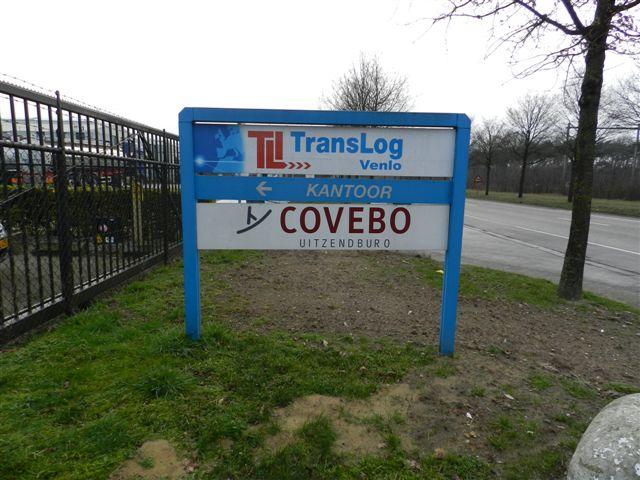 TL TransLog
Venlo
← KANTOOR
COVEBO
UITZENDBURO